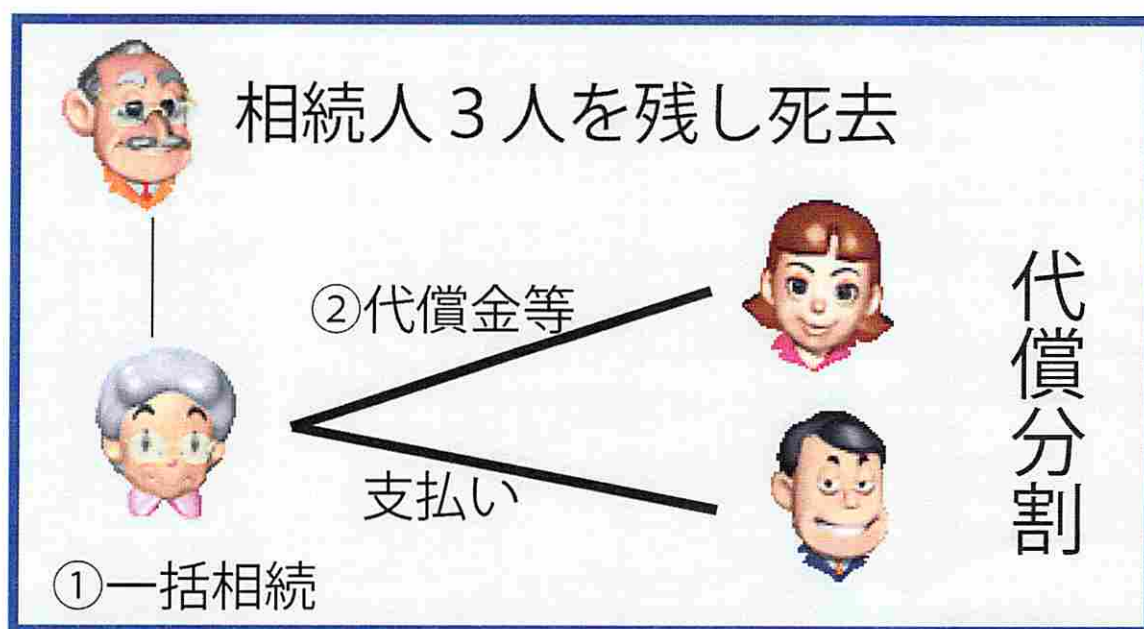 相続人３人を残し死去
②代償金等
支払い
①一括相続
代償分割